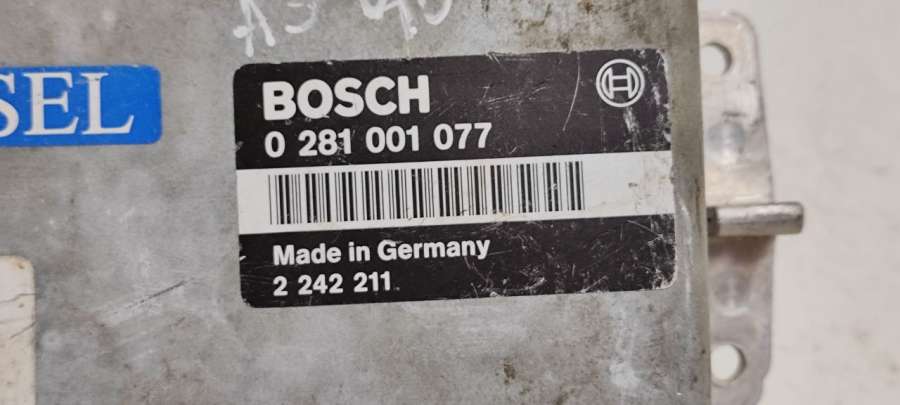 SEL
BOSCH
0 281 001 077
Made in Germany
2 242 211